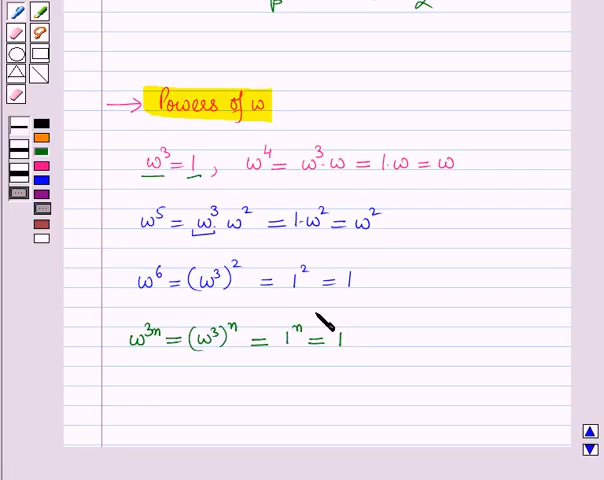 → Powers of ω
ω³ = 1 , ω⁴ = ω³·ω = 1·ω = ω
ω⁵ = ω³· ω² = 1·ω² = ω²
ω⁶ = (ω³)² = 1² = 1
ω³ⁿ = (ω³)ⁿ = 1ⁿ = 1